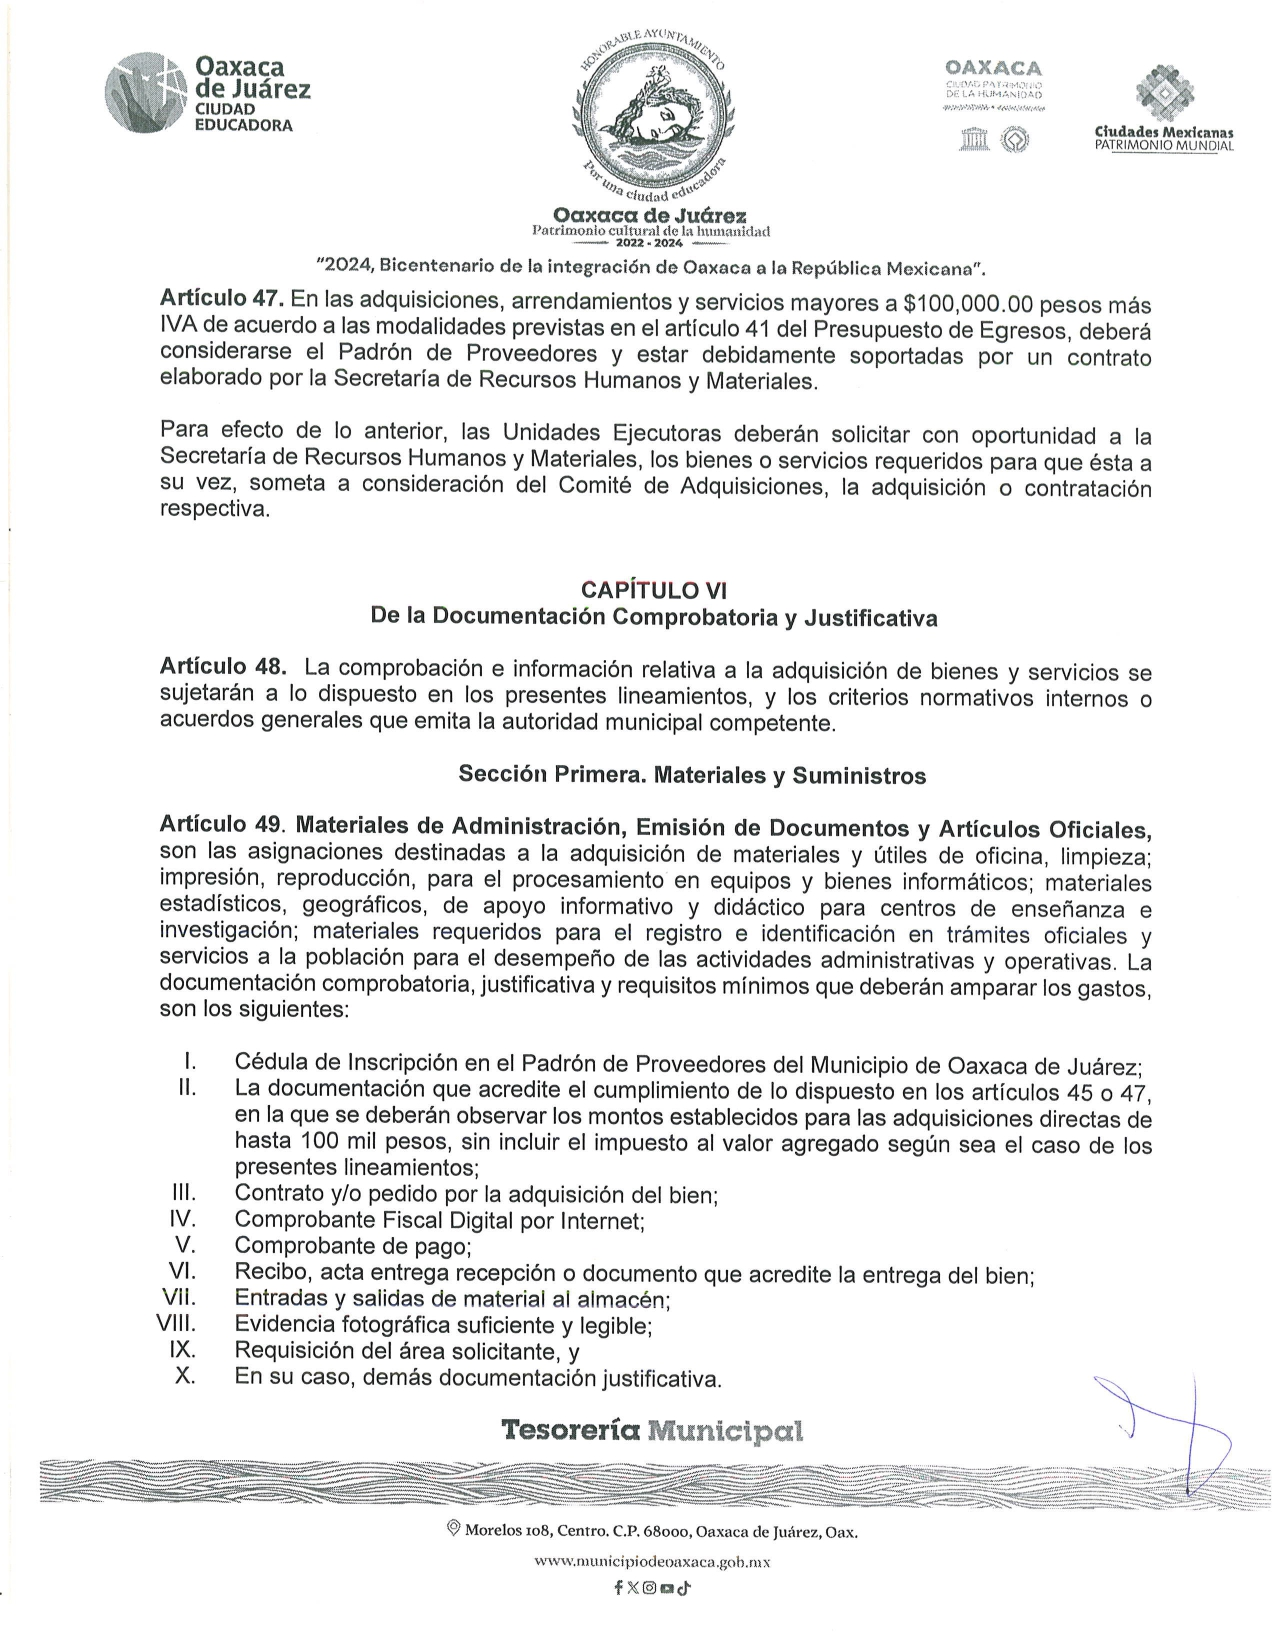 Oaxaca
de Juárez
CIUDAD
EDUCADORA
HONORABLE AYUNTAMIENTO
Por una ciudad educadora
Oaxaca de Juárez
Patrimonio cultural de la humanidad
2022 - 2024
OAXACA
CIUDAD PATRIMONIO
DE LA HUMANIDAD
Ciudades Mexicanas
PATRIMONIO MUNDIAL
"2024, Bicentenario de la integración de Oaxaca a la República Mexicana".
Artículo 47. En las adquisiciones, arrendamientos y servicios mayores a $100,000.00 pesos más
IVA de acuerdo a las modalidades previstas en el artículo 41 del Presupuesto de Egresos, deberá
considerarse el Padrón de Proveedores y estar debidamente soportadas por un contrato
elaborado por la Secretaría de Recursos Humanos y Materiales.
Para efecto de lo anterior, las Unidades Ejecutoras deberán solicitar con oportunidad a la
Secretaría de Recursos Humanos y Materiales, los bienes o servicios requeridos para que ésta a
su vez, someta a consideración del Comité de Adquisiciones, la adquisición o contratación
respectiva.
CAPÍTULO VI
De la Documentación Comprobatoria y Justificativa
Artículo 48. La comprobación e información relativa a la adquisición de bienes y servicios se
sujetarán a lo dispuesto en los presentes lineamientos, y los criterios normativos internos o
acuerdos generales que emita la autoridad municipal competente.
Sección Primera. Materiales y Suministros
Artículo 49. Materiales de Administración, Emisión de Documentos y Artículos Oficiales,
son las asignaciones destinadas a la adquisición de materiales y útiles de oficina, limpieza;
impresión, reproducción, para el procesamiento en equipos y bienes informáticos; materiales
estadísticos, geográficos, de apoyo informativo y didáctico para centros de enseñanza e
investigación; materiales requeridos para el registro e identificación en trámites oficiales y
servicios a la población para el desempeño de las actividades administrativas y operativas. La
documentación comprobatoria, justificativa y requisitos mínimos que deberán amparar los gastos,
son los siguientes:
I. Cédula de Inscripción en el Padrón de Proveedores del Municipio de Oaxaca de Juárez;
II. La documentación que acredite el cumplimiento de lo dispuesto en los artículos 45 o 47,
en la que se deberán observar los montos establecidos para las adquisiciones directas de
hasta 100 mil pesos, sin incluir el impuesto al valor agregado según sea el caso de los
presentes lineamientos;
III. Contrato y/o pedido por la adquisición del bien;
IV. Comprobante Fiscal Digital por Internet;
V. Comprobante de pago;
VI. Recibo, acta entrega recepción o documento que acredite la entrega del bien;
VII. Entradas y salidas de material al almacén;
VIII. Evidencia fotográfica suficiente y legible;
IX. Requisición del área solicitante, y
X. En su caso, demás documentación justificativa.
Tesorería Municipal
Morelos 108, Centro. C.P. 68000, Oaxaca de Juárez, Oax.
www.municipiodeoaxaca.gob.mx